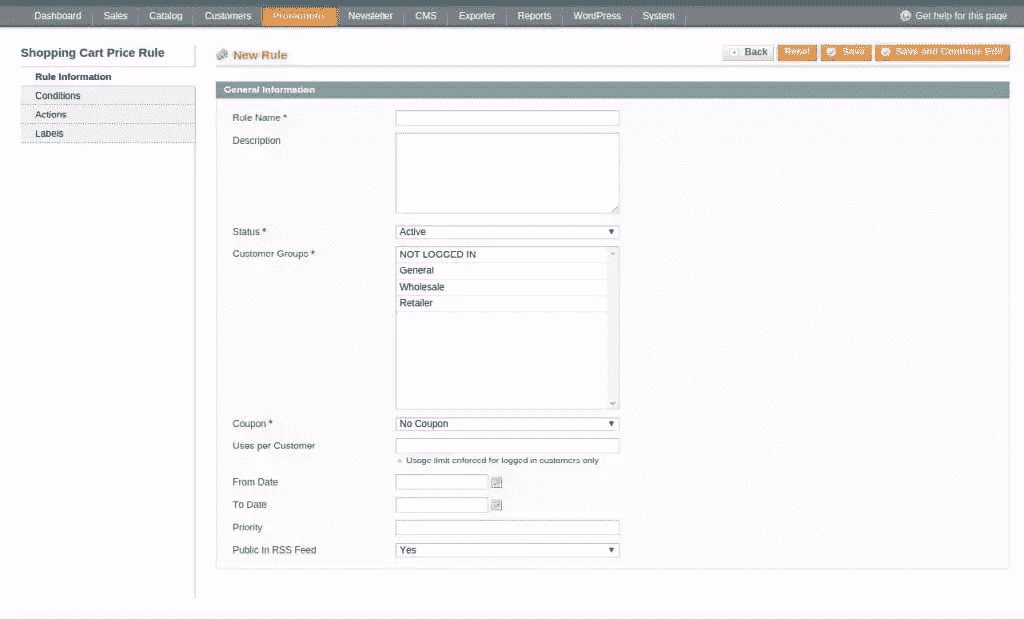 Dashboard Sales Catalog Customers Promotions Newsletter CMS Exporter Reports WordPress System Get help for this page
Shopping Cart Price Rule
Rule Information
Conditions
Actions
Labels
New Rule
Back Reset Save Save and Continue Edit
General Information
Rule Name *
Description
Status * Active
Customer Groups * NOT LOGGED IN
General
Wholesale
Retailer
Coupon * No Coupon
Uses per Customer
Usage limit enforced for logged in customers only
From Date
To Date
Priority
Public In RSS Feed Yes